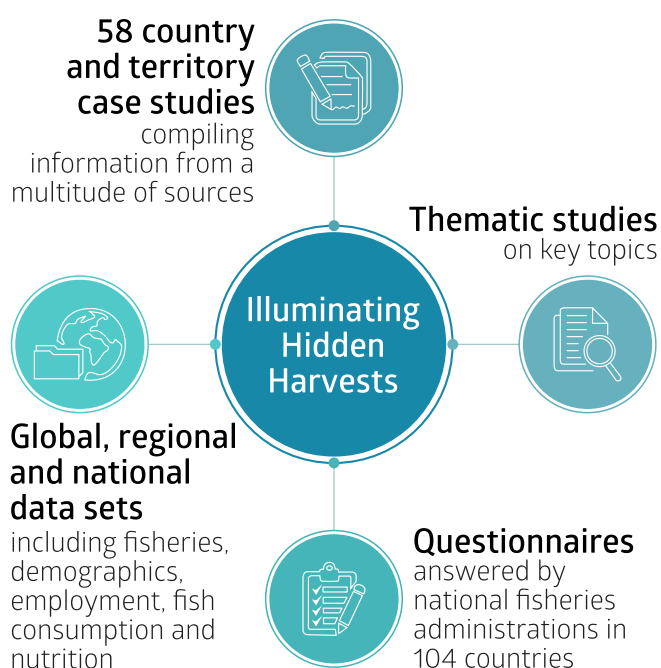 58 country
and territory
case studies
compiling
information from a
multitude of sources
Thematic studies
on key topics
Illuminating
Hidden
Harvests
Global, regional
and national
data sets
including fisheries,
demographics,
employment, fish
consumption and
nutrition
Questionnaires
answered by
national fisheries
administrations in
104 countries